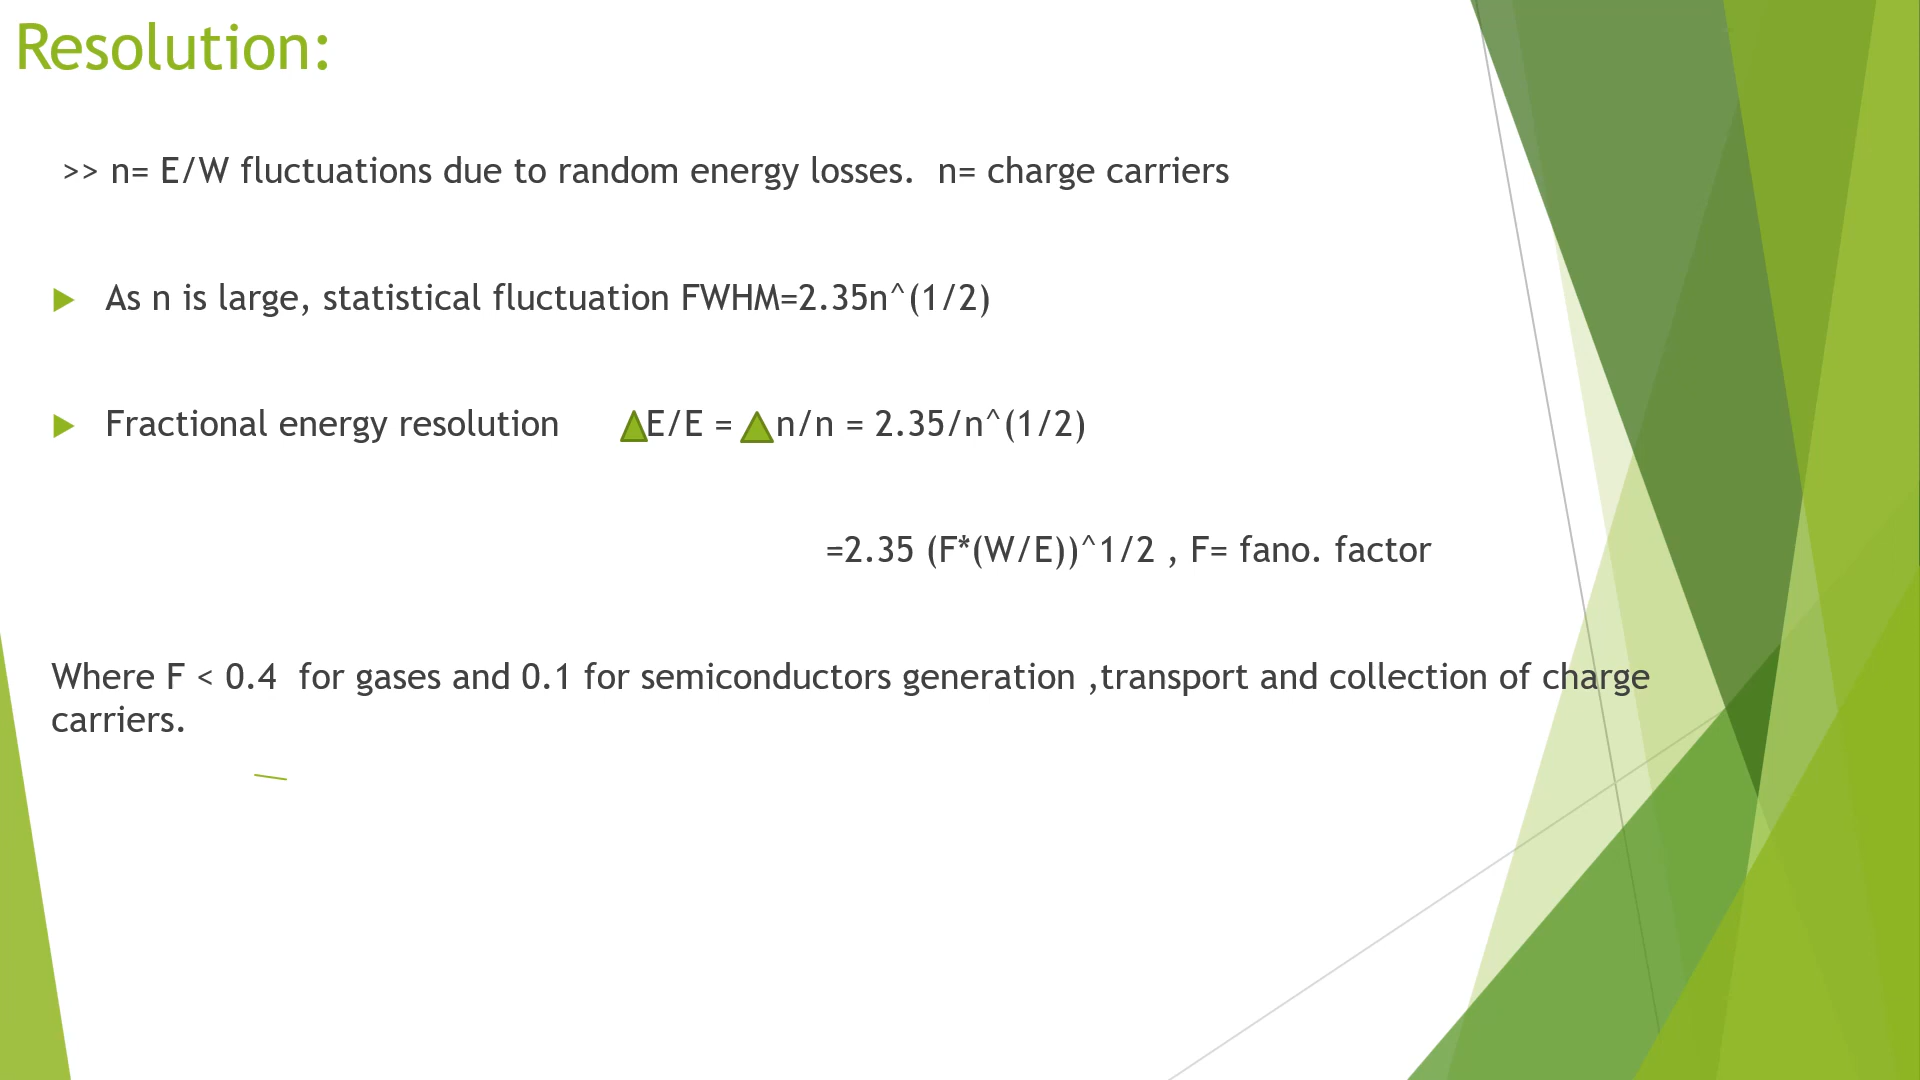 Resolution:
>> n= E/W fluctuations due to random energy losses.  n= charge carriers
As n is large, statistical fluctuation FWHM=2.35n^(1/2)
Fractional energy resolution ΔE/E = Δn/n = 2.35/n^(1/2)
=2.35 (F*(W/E))^1/2 , F= fano. factor
Where F < 0.4  for gases and 0.1 for semiconductors generation ,transport and collection of charge
carriers.